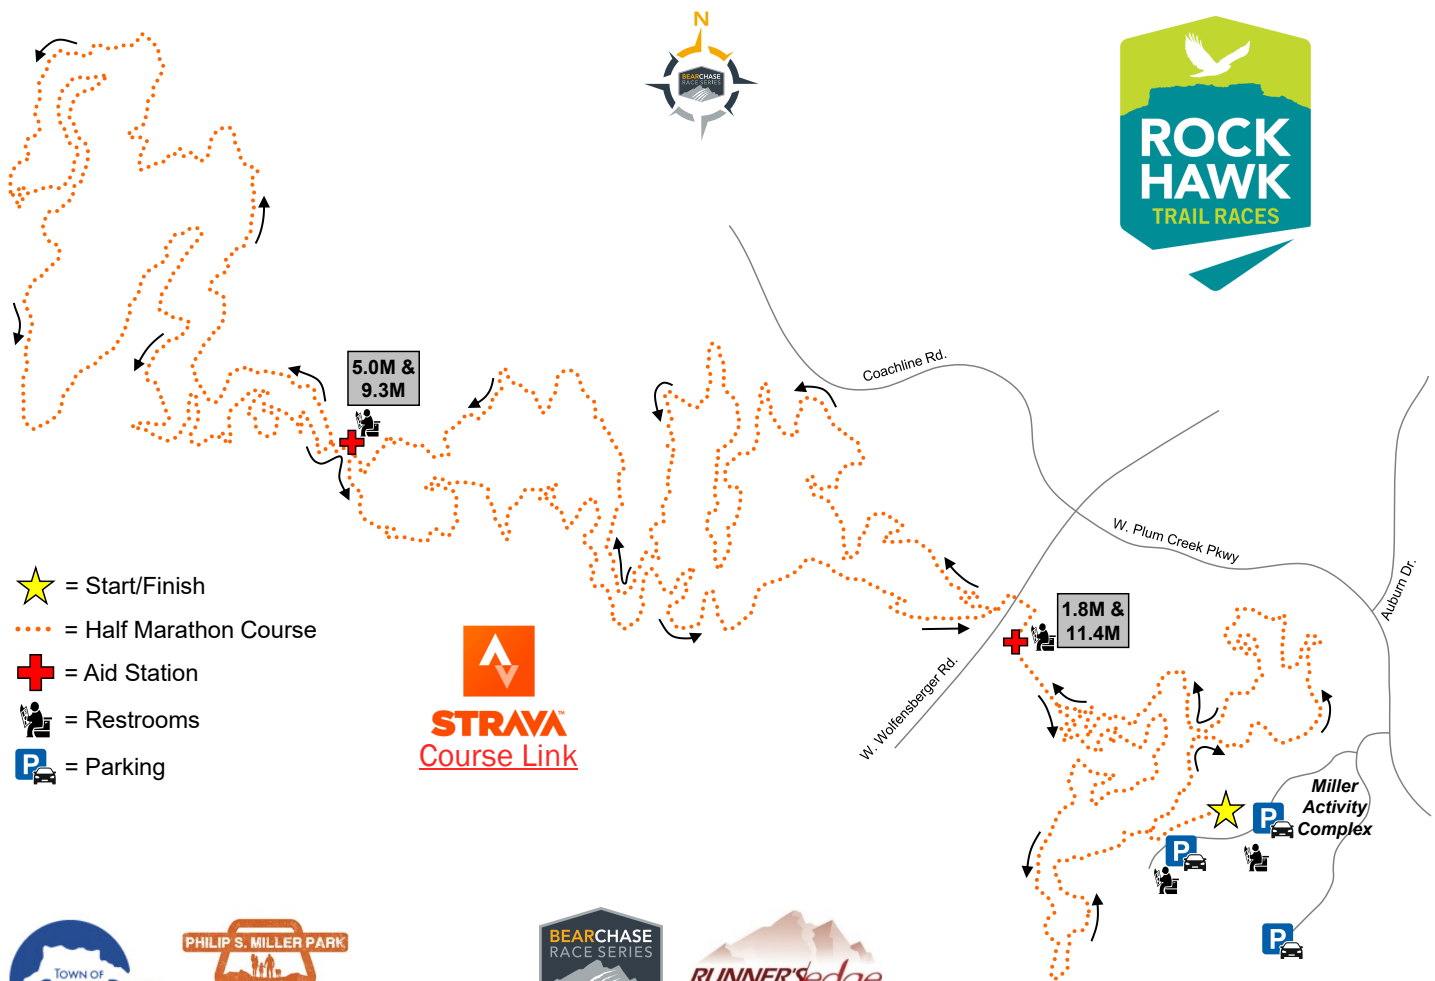 N
BEARCHASE
RACE SERIES
ROCK
HAWK
TRAIL RACES
Coachline Rd.
5.0M &
9.3M
W. Plum Creek Pkwy
Auburn Dr.
1.8M &
11.4M
W. Wolfensberger Rd.
= Start/Finish
= Half Marathon Course
= Aid Station
= Restrooms
P
= Parking
STRAVA™
Course Link
Miller
Activity
Complex
P
P
P
TOWN OF
PHILIP S. MILLER PARK
BEARCHASE
RACE SERIES
RUNNER'S edge